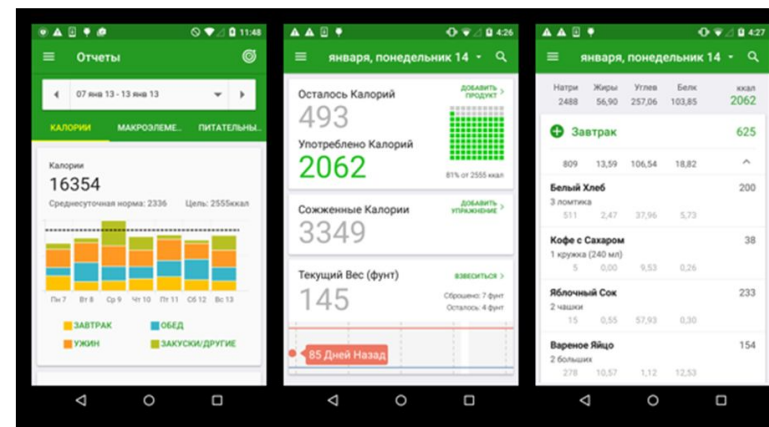 11:48
Отчеты
07 янв 13 - 13 янв 13
КАЛОРИИ МАКРОЭЛЕМЕ.. ПИТАТЕЛЬНЫ..
Калории
16354
Среднесуточная норма: 2336 Цель: 2555ккал
Пн 7 Вт 8 Ср 9 Чт 10 Пт 11 Сб 12 Вс 13
ЗАВТРАК ОБЕД
УЖИН ЗАКУСКИ/ДРУГИЕ
4:26
января, понедельник 14
Осталось Калорий
ДОБАВИТЬ
ПРОДУКТ
493
Употреблено Калорий
2062
81% от 2555 ккал
Сожженные Калории
ДОБАВИТЬ
УПРАЖНЕНИЕ
3349
Текущий Вес (фунт)
ВЗВЕСИТЬСЯ
145
Сброшено: 7 фунт
Осталось: 4 фунт
85 Дней Назад
4:27
января, понедельник 14
Натри Жиры Углев Белк ккал
2488 56,90 257,06 103,85 2062
Завтрак 625
809 13,59 106,54 18,82
Белый Хлеб 200
3 ломтика
511 2,47 37,96 5,73
Кофе с Сахаром 38
1 кружка (240 мл)
5 0,00 9,53 0,26
Яблочный Сок 233
2 чашки
15 0,55 57,93 0,30
Вареное Яйцо 154
2 больших
278 10,57 1,12 12,53